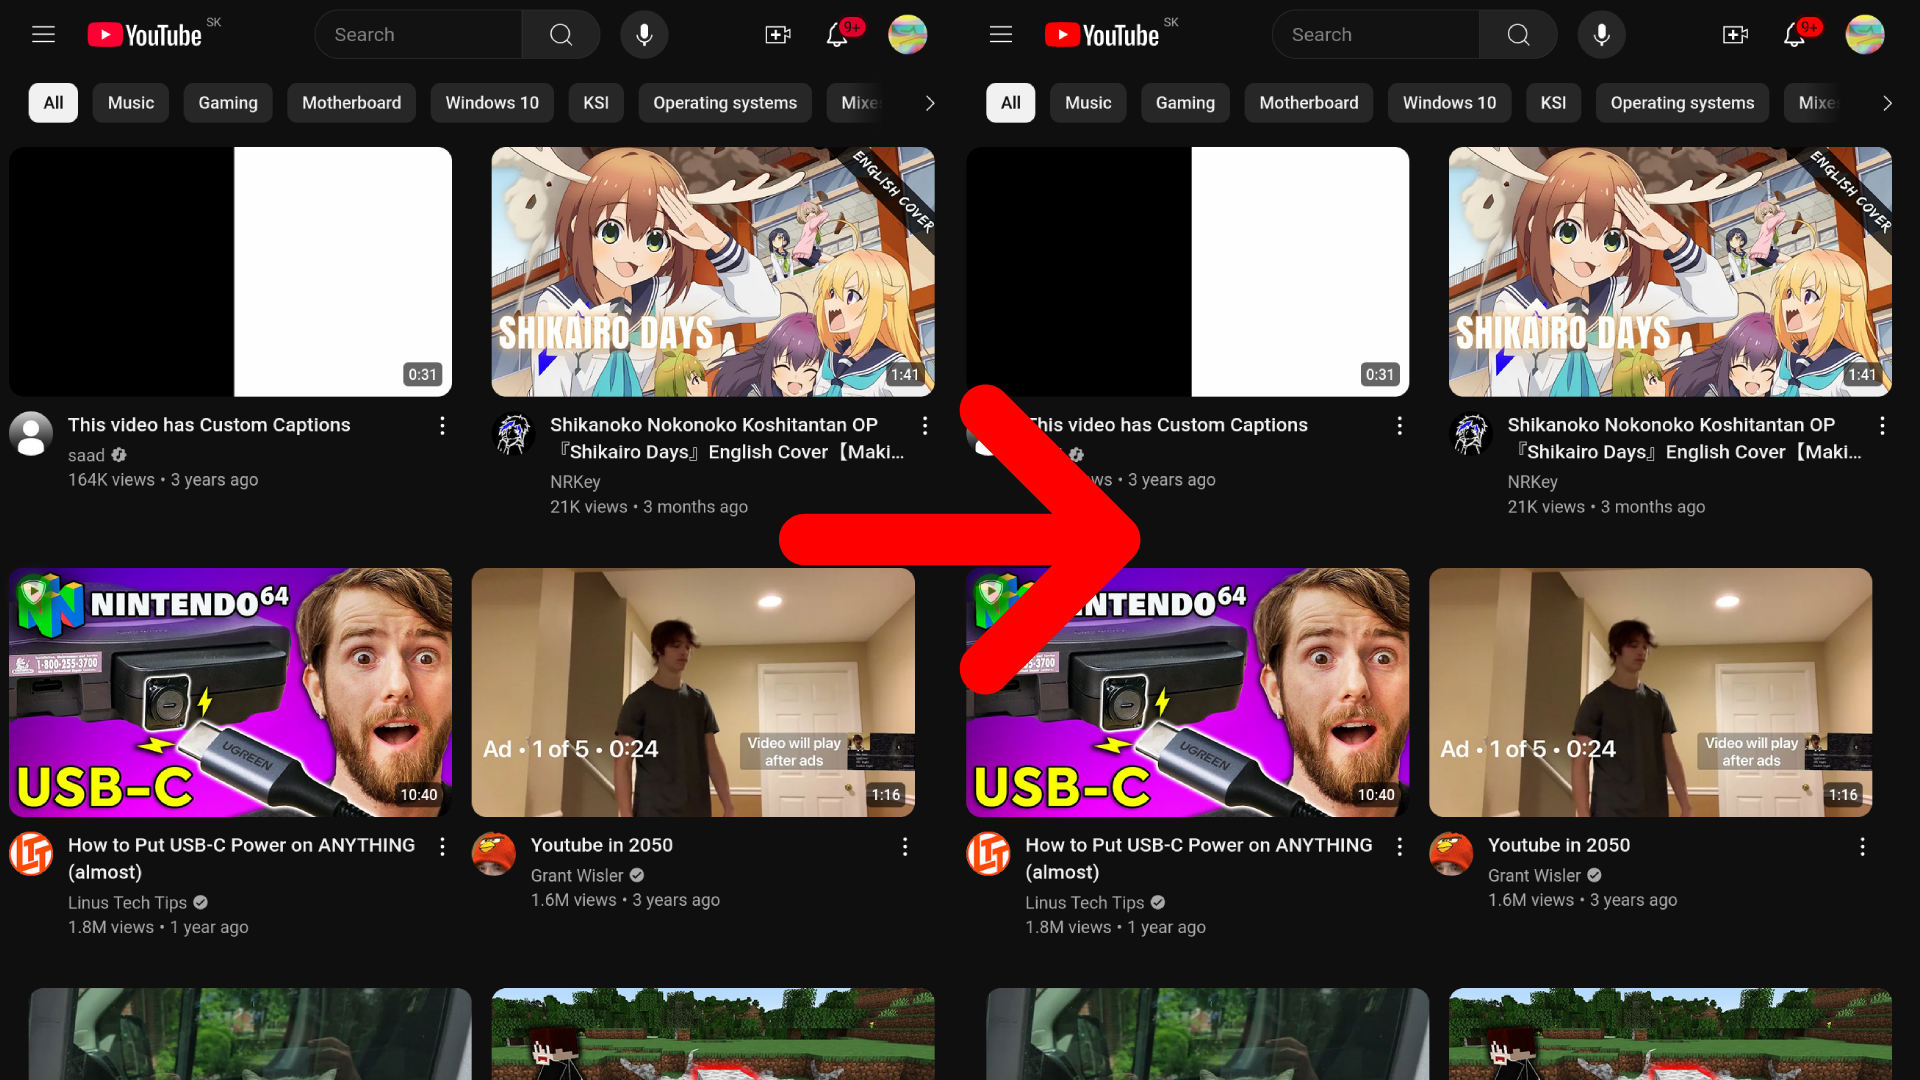 YouTube SK
Search
9+
All Music Gaming Motherboard Windows 10 KSI Operating systems Mixes
ENGLISH COVER
SHIKAIRO DAYS
0:31
1:41
This video has Custom Captions
saad
164K views • 3 years ago
Shikanoko Nokonoko Koshitantan OP
『Shikairo Days』English Cover【Maki...
NRKey
21K views • 3 months ago
NINTENDO64
1-800-255-3700
UGREEN
USB-C
10:40
Ad • 1 of 5 • 0:24
Video will play
after ads
1:16
How to Put USB-C Power on ANYTHING
(almost)
Linus Tech Tips
1.8M views • 1 year ago
Youtube in 2050
Grant Wisler
1.6M views • 3 years ago
YouTube SK
Search
9+
All Music Gaming Motherboard Windows 10 KSI Operating systems Mixes
ENGLISH COVER
SHIKAIRO DAYS
0:31
1:41
This video has Custom Captions
ws • 3 years ago
Shikanoko Nokonoko Koshitantan OP
『Shikairo Days』English Cover【Maki...
NRKey
21K views • 3 months ago
NTENDO64
-3700
UGREEN
USB-C
10:40
Ad • 1 of 5 • 0:24
Video will play
after ads
1:16
How to Put USB-C Power on ANYTHING
(almost)
Linus Tech Tips
1.8M views • 1 year ago
Youtube in 2050
Grant Wisler
1.6M views • 3 years ago